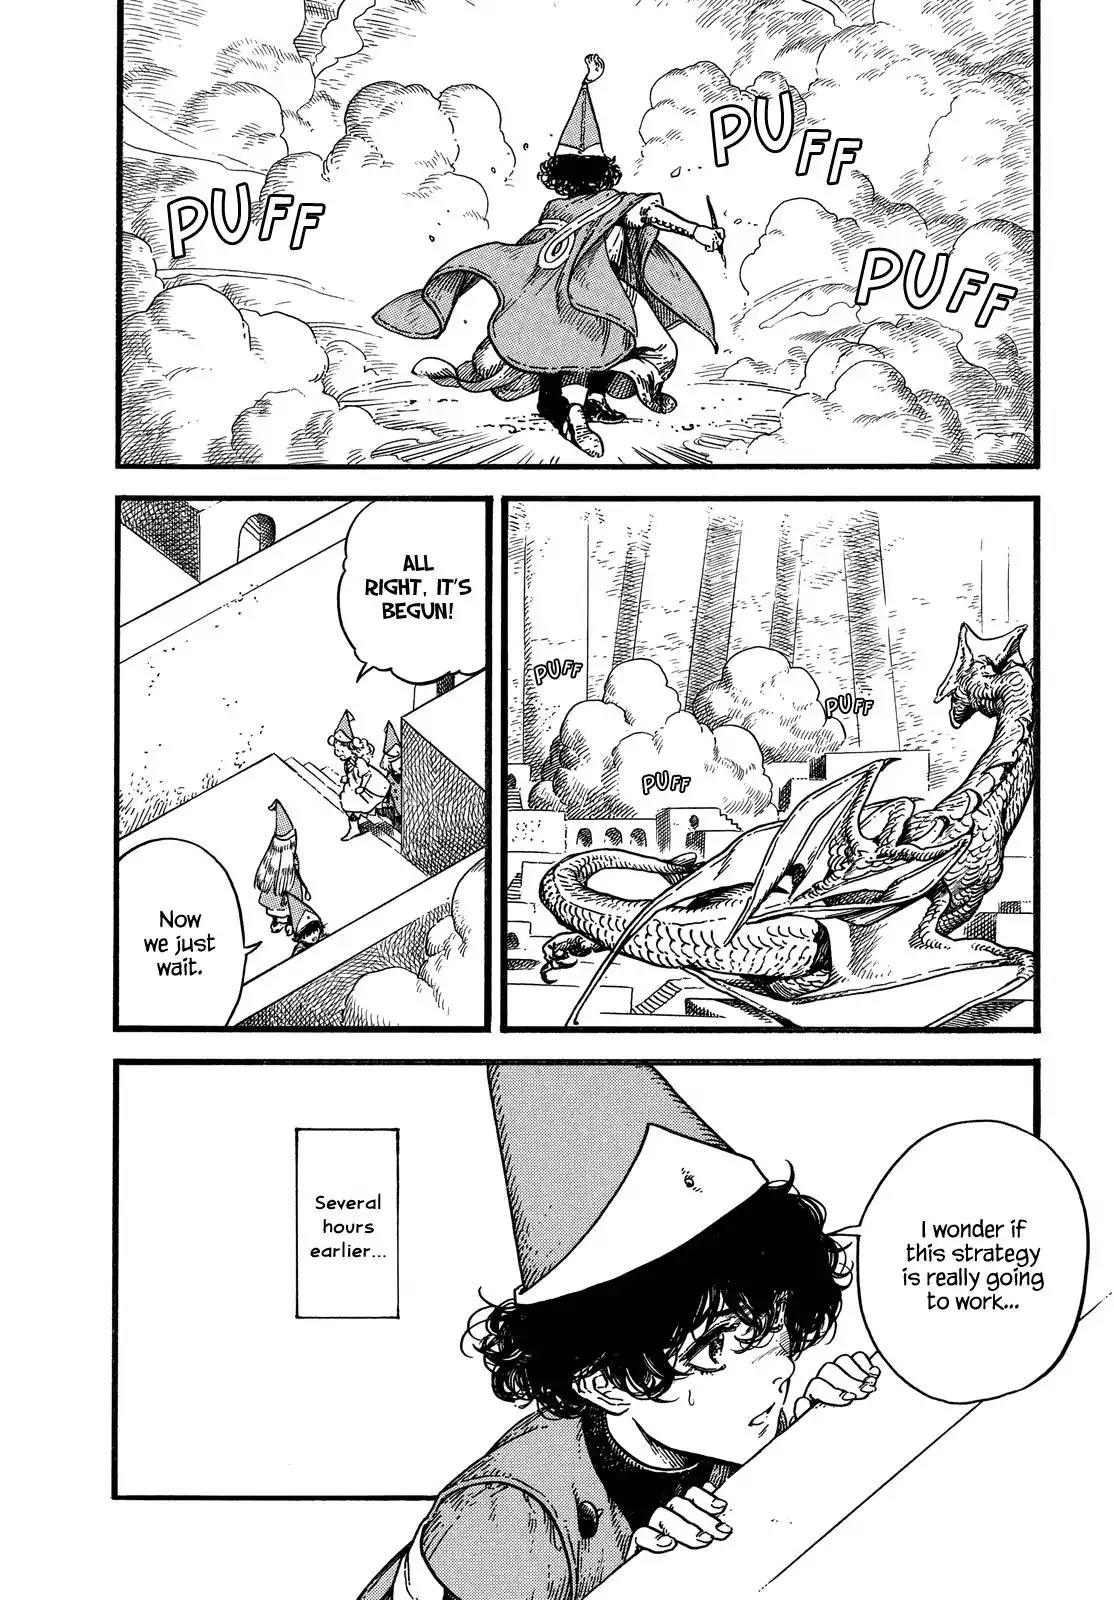 PUFF
PUFF
PUFF
PUFF
PUFF
PUFF
ALL
RIGHT, IT'S
BEGUN!
Now
we just
wait.
Several
hours
earlier...
I wonder if
this strategy
is really going
to work...